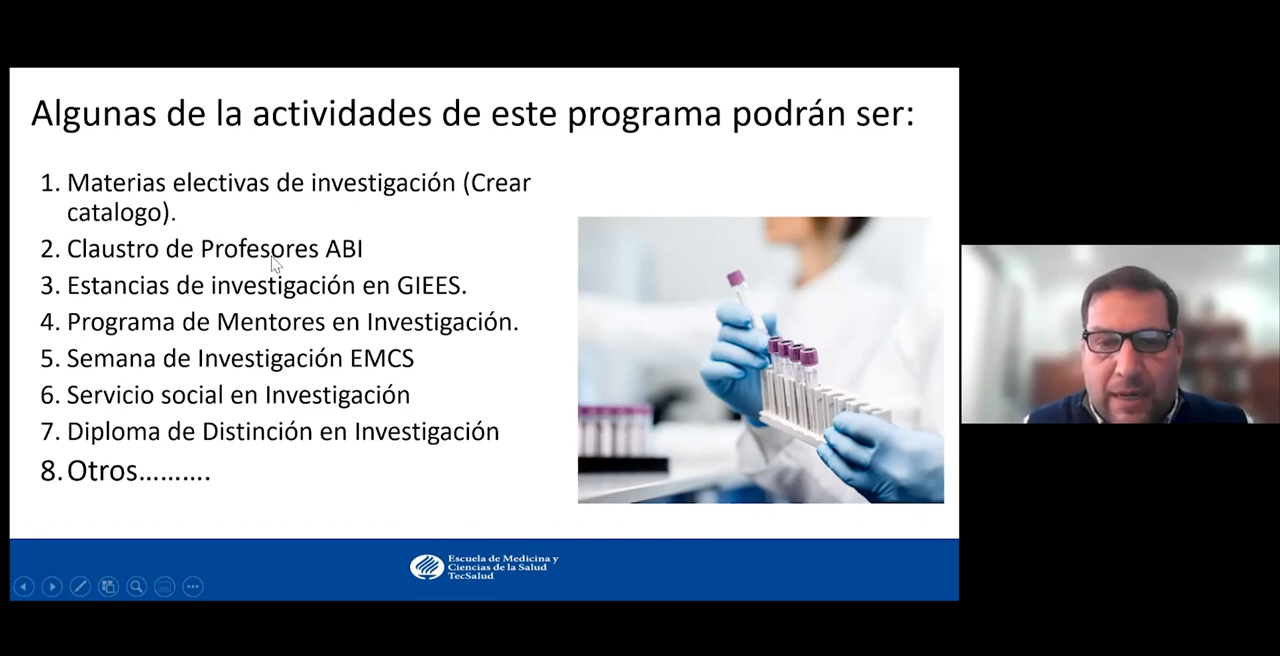 Algunas de la actividades de este programa podrán ser:
1. Materias electivas de investigación (Crear
catalogo).
2. Claustro de Profesores ABI
3. Estancias de investigación en GIEES.
4. Programa de Mentores en Investigación.
5. Semana de Investigación EMCS
6. Servicio social en Investigación
7. Diploma de Distinción en Investigación
8. Otros..........
Escuela de Medicina y
Ciencias de la Salud
TecSalud